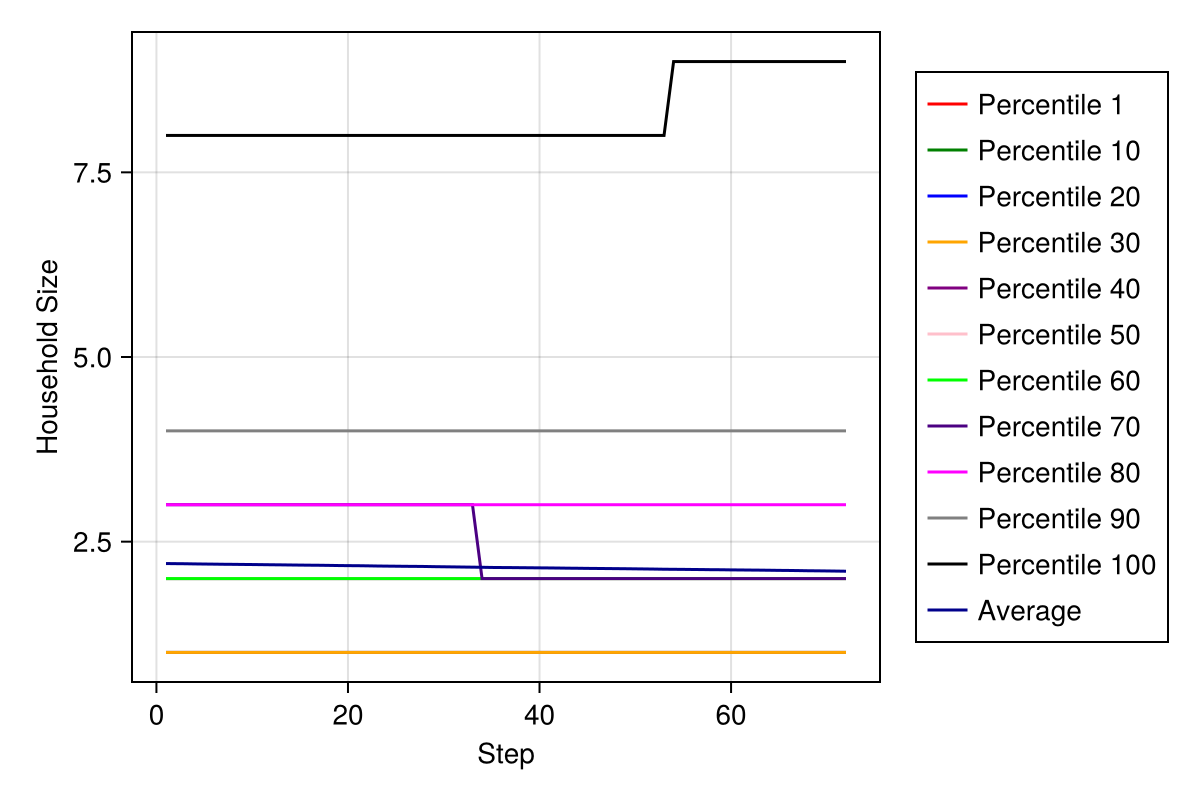 7.5
5.0
2.5
Household Size
0 20 40 60
Step
Percentile 1
Percentile 10
Percentile 20
Percentile 30
Percentile 40
Percentile 50
Percentile 60
Percentile 70
Percentile 80
Percentile 90
Percentile 100
Average